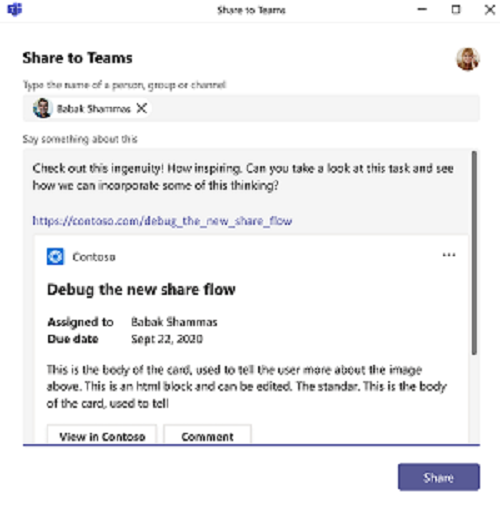 Share to Teams
Share to Teams
Type the name of a person, group or channel
Babak Shammas
Say something about this
Check out this ingenuity! How inspiring. Can you take a look at this task and see
how we can incorporate some of this thinking?
https://contoso.com/debug_the_new_share_flow
Contoso
Debug the new share flow
Assigned to Babak Shammas
Due date Sept 22, 2020
This is the body of the card, used to tell the user more about the image
above. This is an html block and can be edited. The standar. This is the body
of the card, used to tell
View in Contoso Comment
Share